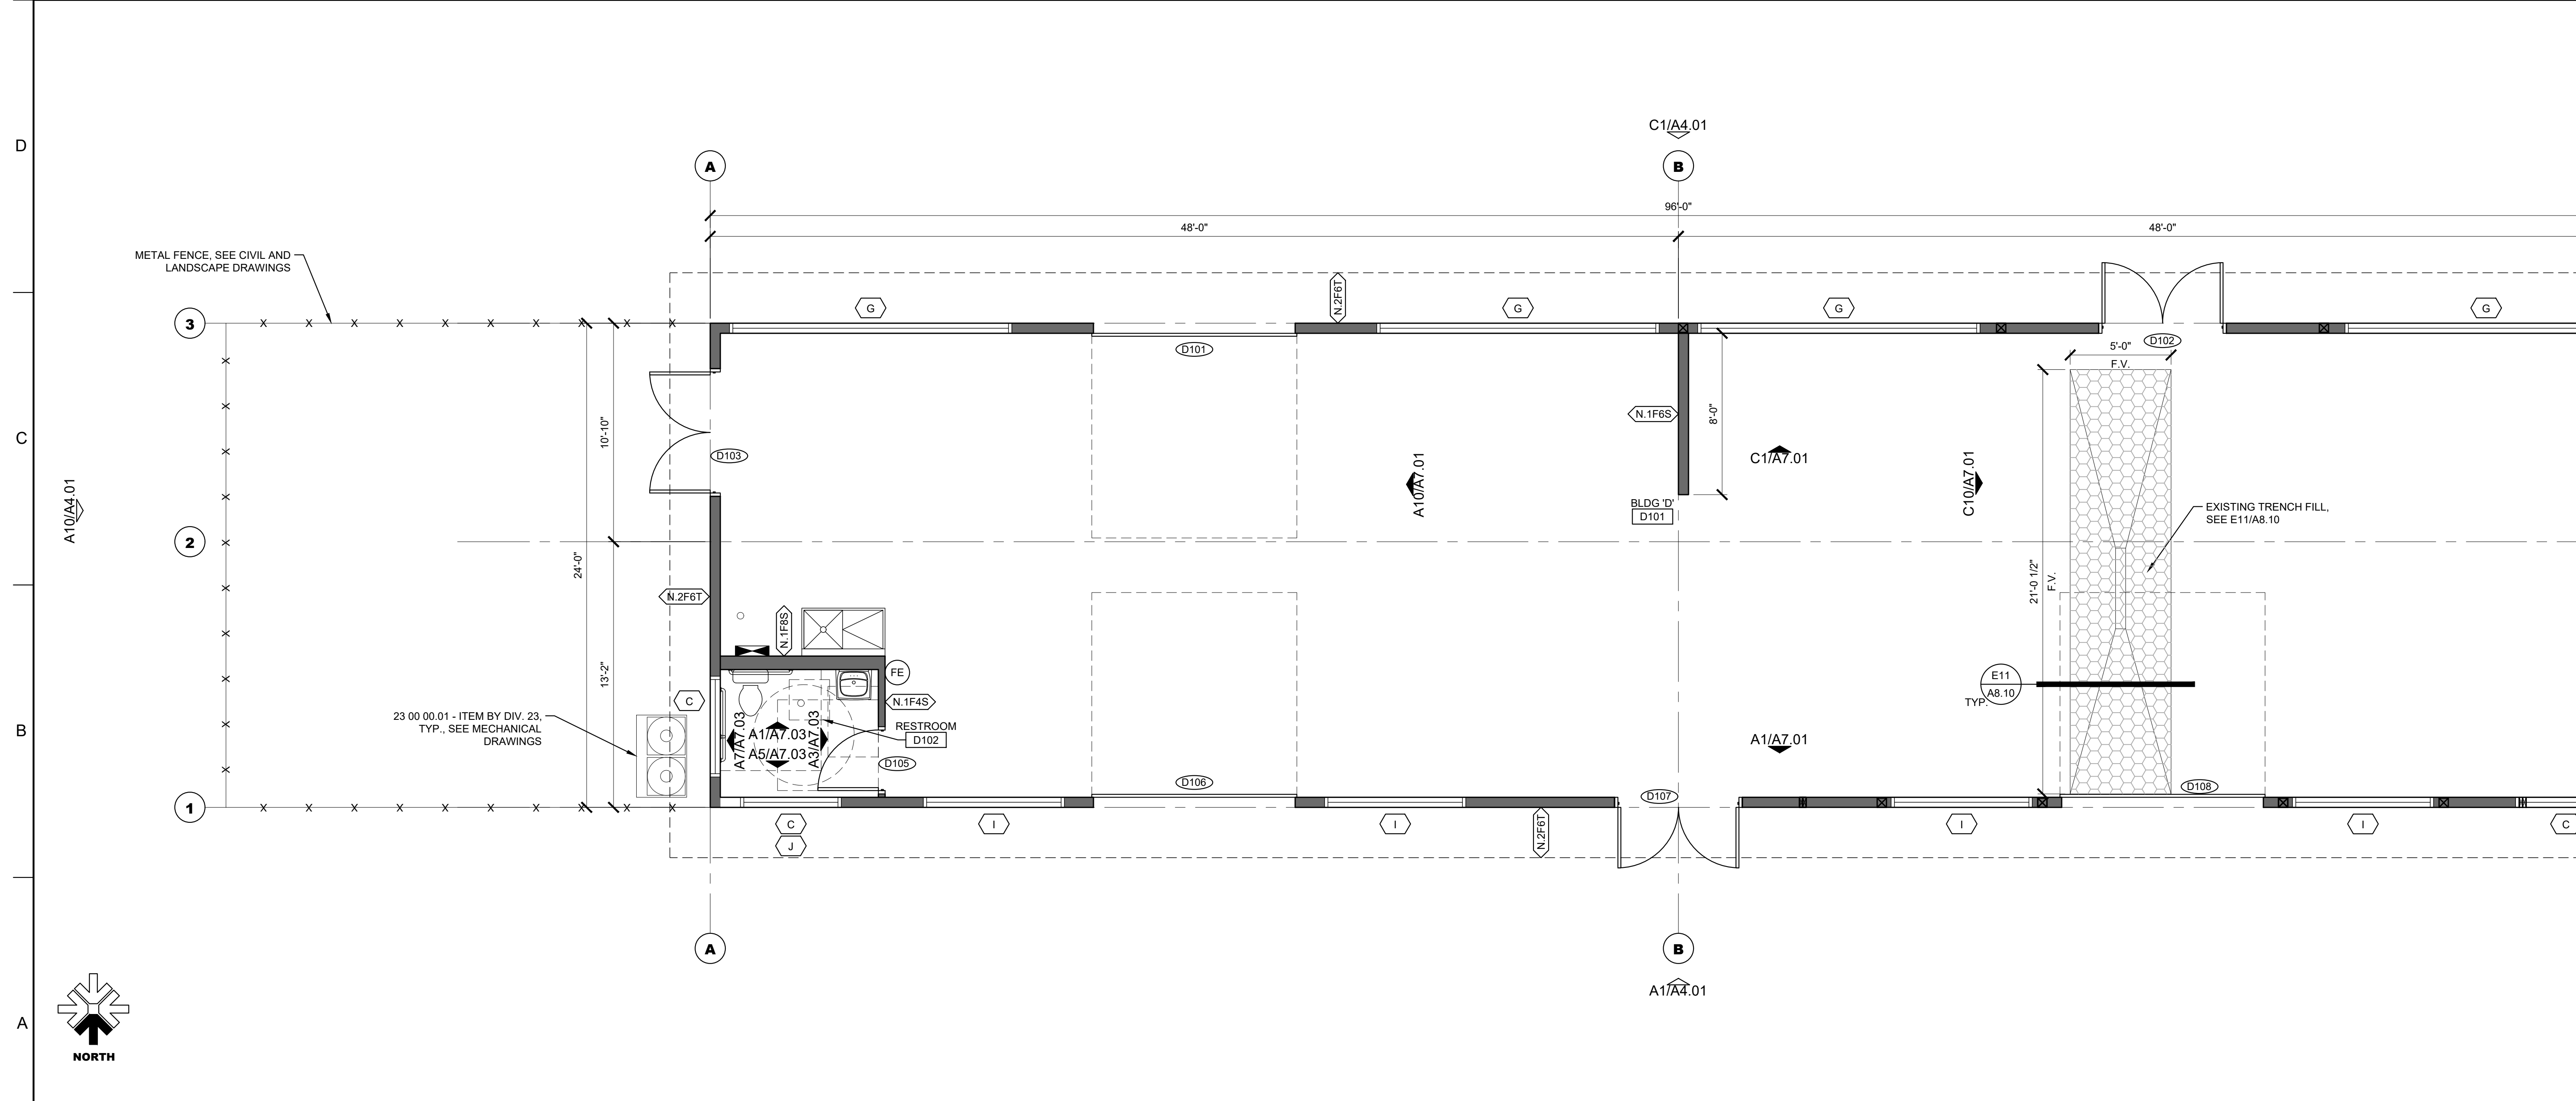 D
C
B
A
C1/A4.01
A
B
96'-0"
48'-0"
48'-0"
METAL FENCE, SEE CIVIL AND
LANDSCAPE DRAWINGS
N.2F6T
G
G
G
G
3
D101
D102
5'-0"
F.V.
10'-10"
N.1F6S
8'-0"
D103
C1/A7.01
A10/A7.01
C10/A7.01
A10/A4.01
BLDG 'D'
D101
EXISTING TRENCH FILL,
SEE E11/A8.10
2
24'-0"
21'-0 1/2"
F.V.
N.2F6T
N.1F8S
13'-2"
FE
E11
A8.10
TYP.
C
N.1F4S
23 00 00.01 - ITEM BY DIV. 23,
TYP., SEE MECHANICAL
DRAWINGS
RESTROOM
D102
A7/A7.03
A1/A7.03
A5/A7.03
A3/A7.03
A1/A7.01
D105
D106
D107
D108
1
C
J
I
I
N.2F6T
I
I
C
A
B
A1/A4.01
NORTH